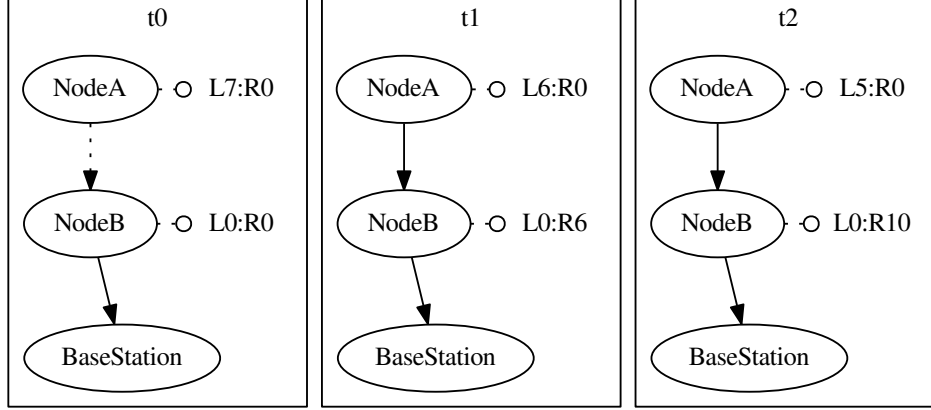 t0
NodeA
L7:R0
NodeB
L0:R0
BaseStation
t1
NodeA
L6:R0
NodeB
L0:R6
BaseStation
t2
NodeA
L5:R0
NodeB
L0:R10
BaseStation